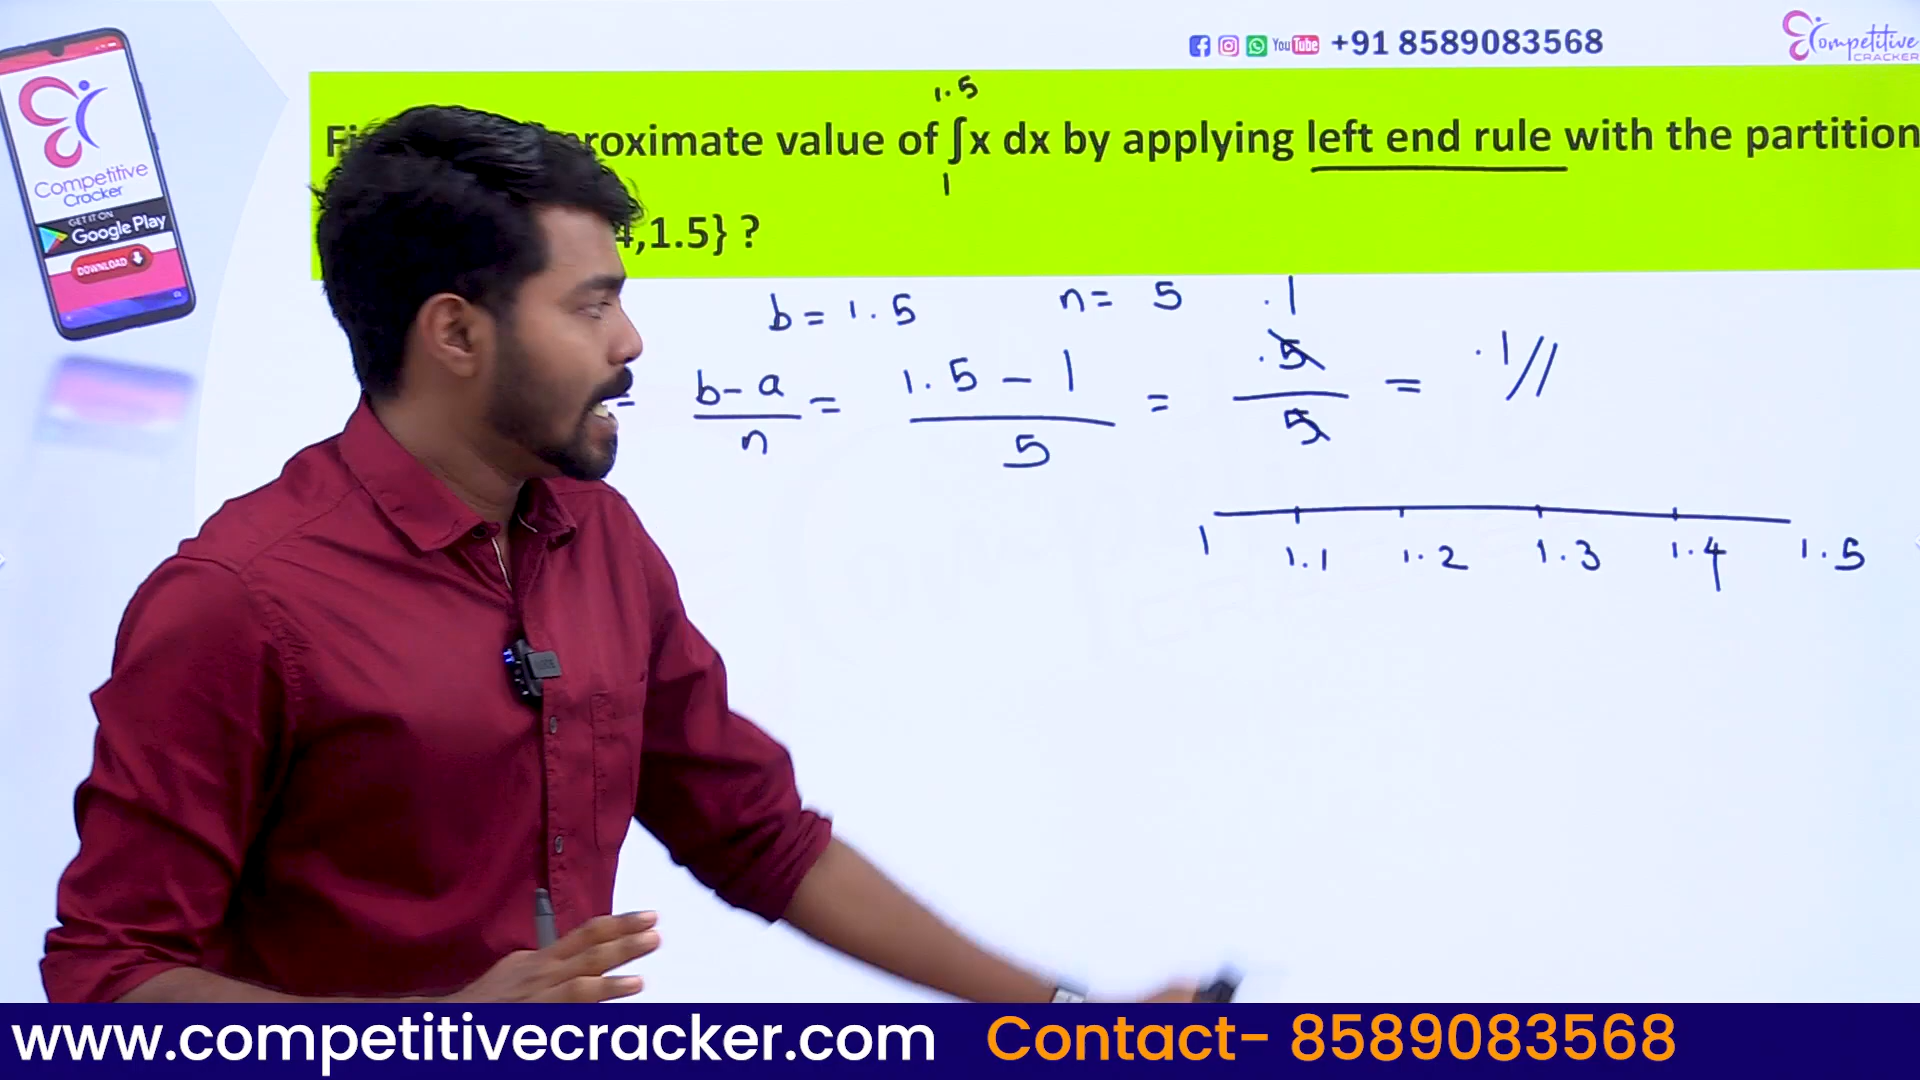 YouTube +91 8589083568
Competitive
CRACKER
1.5
roximate value of ∫x dx by applying left end rule with the partition
1
4,1.5} ?
Competitive
Cracker
GET IT ON
Google Play
DOWNLOAD
b = 1.5 n = 5 .1
= b-a / n = 1.5 - 1 / 5 = .5 / 5 = .1//
1 1.1 1.2 1.3 1.4 1.5
www.competitivecracker.com Contact- 8589083568